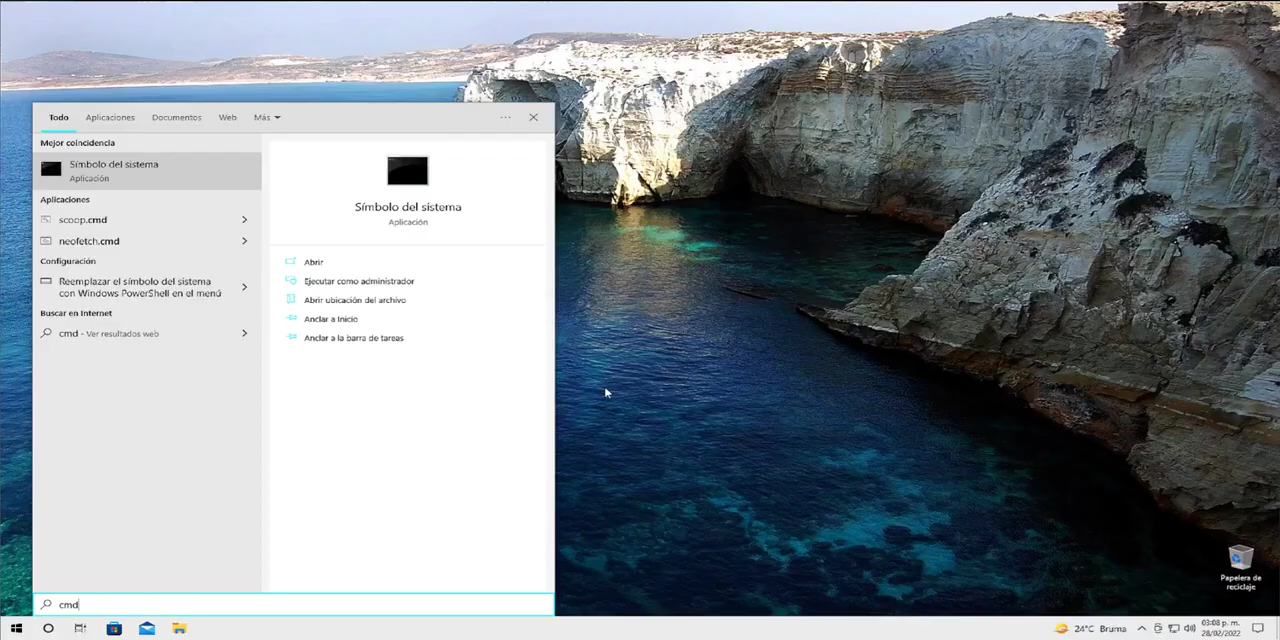 Todo Aplicaciones Documentos Web Más
Mejor coincidencia
Símbolo del sistema
Aplicación
Aplicaciones
scoop.cmd
neofetch.cmd
Configuración
Reemplazar el símbolo del sistema
con Windows PowerShell en el menú
Buscar en Internet
cmd - Ver resultados web
Símbolo del sistema
Aplicación
Abrir
Ejecutar como administrador
Abrir ubicación del archivo
Anclar a Inicio
Anclar a la barra de tareas
cmd
Papelera de
reciclaje
24°C Bruma
03:08 p. m.
28/02/2022